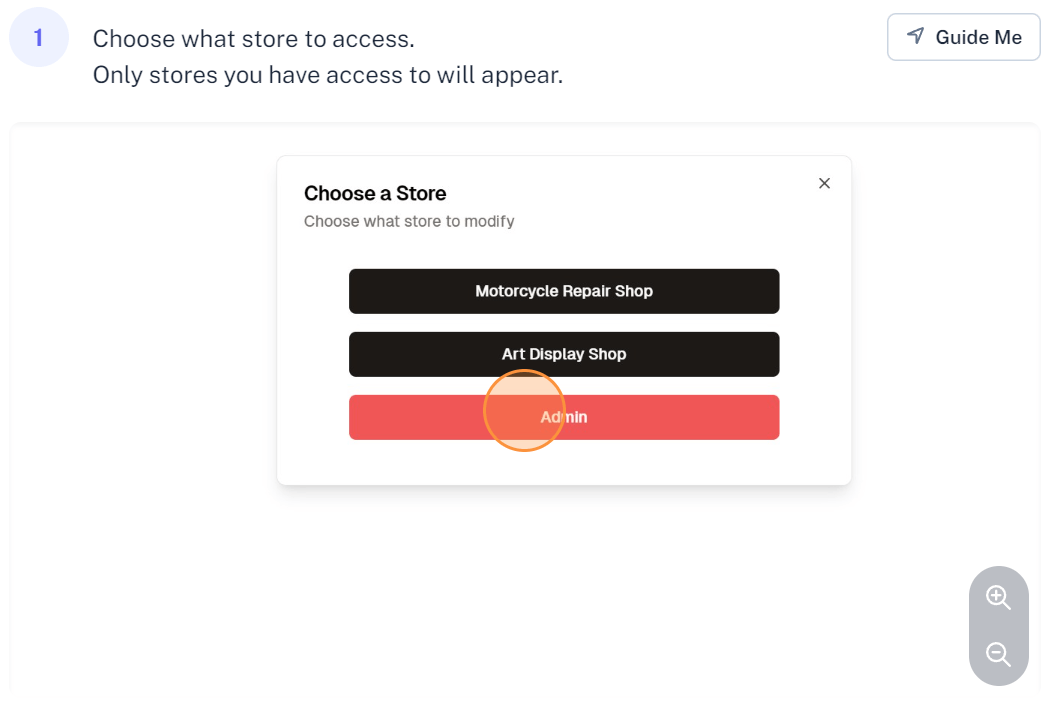 1
Choose what store to access.
Only stores you have access to will appear.
Guide Me
Choose a Store
Choose what store to modify
Motorcycle Repair Shop
Art Display Shop
Admin